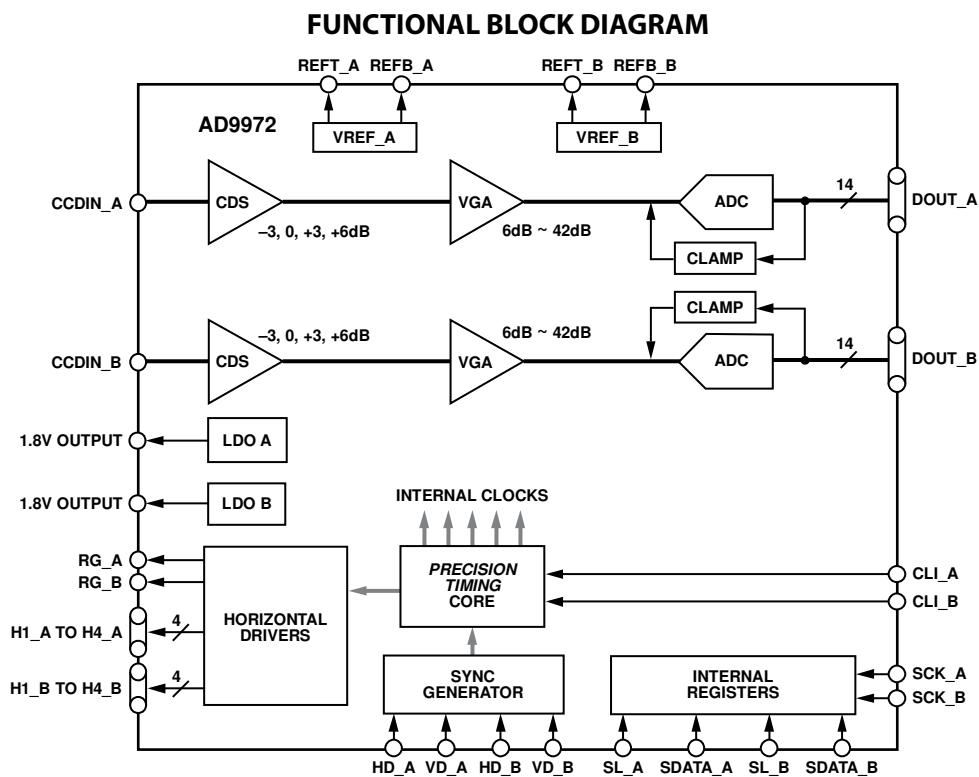 FUNCTIONAL BLOCK DIAGRAM
REFT_A REFB_A REFT_B REFB_B
AD9972
VREF_A VREF_B
CCDIN_A CDS VGA ADC 14 DOUT_A
–3, 0, +3, +6dB 6dB ~ 42dB
CLAMP
CLAMP
–3, 0, +3, +6dB 6dB ~ 42dB
CCDIN_B CDS VGA ADC 14 DOUT_B
1.8V OUTPUT LDO A
1.8V OUTPUT LDO B
INTERNAL CLOCKS
RG_A
RG_B
H1_A TO H4_A 4
H1_B TO H4_B 4
HORIZONTAL
DRIVERS
PRECISION
TIMING
CORE
CLI_A
CLI_B
SYNC
GENERATOR
INTERNAL
REGISTERS
SCK_A
SCK_B
HD_A VD_A HD_B VD_B SL_A SDATA_A SL_B SDATA_B